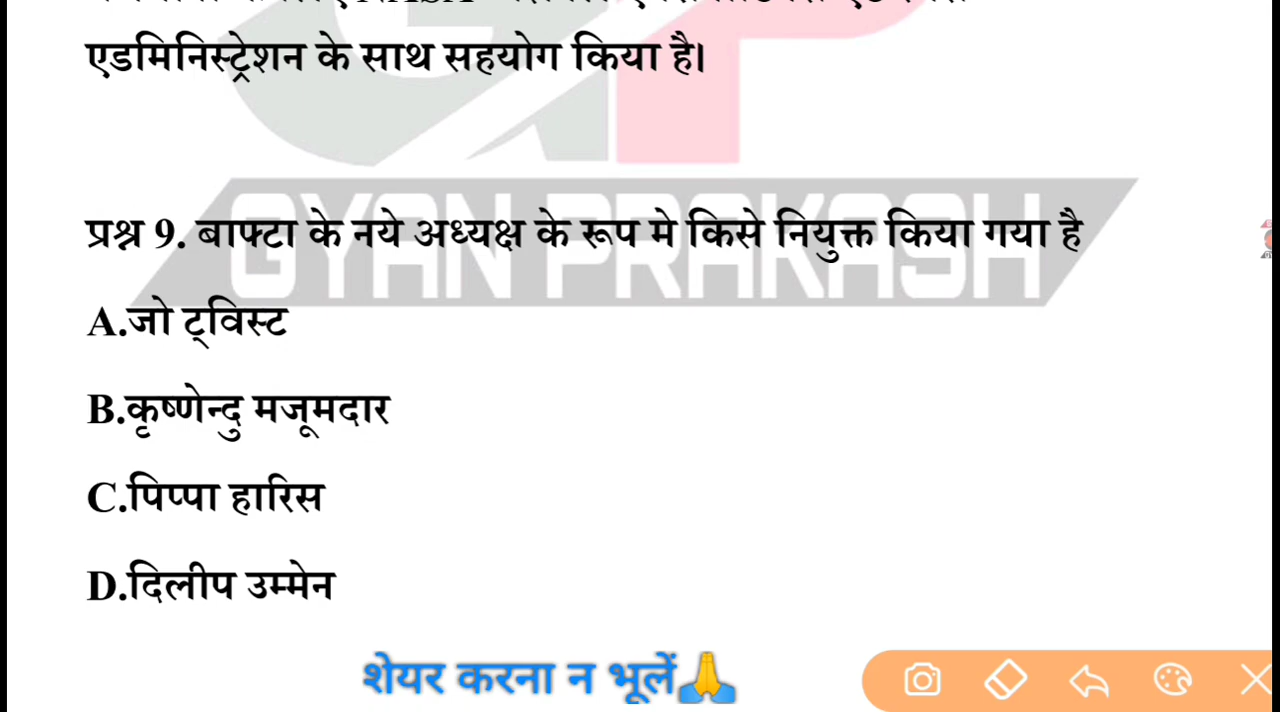 एडमिनिस्ट्रेशन के साथ सहयोग किया है।
GYAN PRAKASH
प्रश्न 9. बाफ्टा के नये अध्यक्ष के रूप मे किसे नियुक्त किया गया है
A.जो ट्विस्ट
B.कृष्णेन्दु मजूमदार
C.पिप्पा हारिस
D.दिलीप उम्मेन
शेयर करना न भूलें🙏